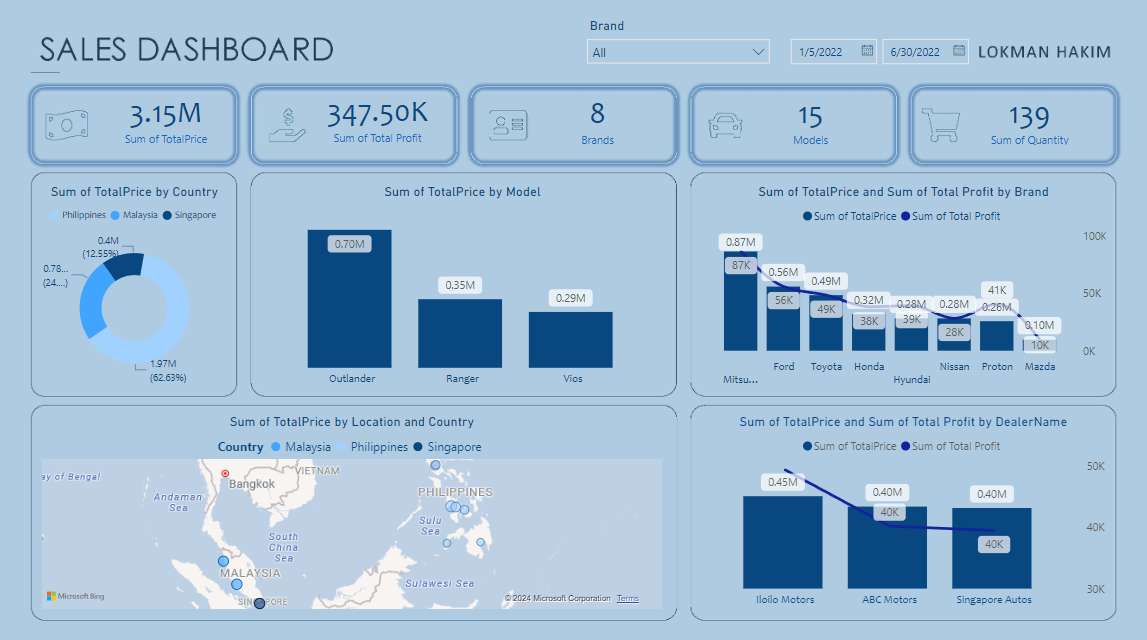 SALES DASHBOARD
Brand
All
1/5/2022
6/30/2022
LOKMAN HAKIM
3.15M
Sum of TotalPrice
347.50K
Sum of Total Profit
8
Brands
15
Models
139
Sum of Quantity
Sum of TotalPrice by Country
Philippines Malaysia Singapore
0.4M
(12.55%)
0.78...
(24....)
1.97M
(62.63%)
Sum of TotalPrice by Model
0.70M
0.35M
0.29M
Outlander Ranger Vios
Sum of TotalPrice and Sum of Total Profit by Brand
Sum of TotalPrice Sum of Total Profit
100K
50K
0K
0.87M 0.56M 0.49M 0.32M 0.28M 0.28M 0.26M 0.10M
87K 56K 49K 38K 39K 28K 41K 10K
Mitsu... Ford Toyota Honda Hyundai Nissan Proton Mazda
Sum of TotalPrice by Location and Country
Country Malaysia Philippines Singapore
ay of Bengal
VIETNAM
Bangkok
Andaman
Sea
PHILIPPINES
Sulu
Sea
South
China
Sea
MALAYSIA
SINGAPORE
Sulawesi Sea
Microsoft Bing
© 2024 Microsoft Corporation Terms
Sum of TotalPrice and Sum of Total Profit by DealerName
Sum of TotalPrice Sum of Total Profit
50K
40K
30K
0.45M 0.40M 0.40M
40K 40K
Iloilo Motors ABC Motors Singapore Autos